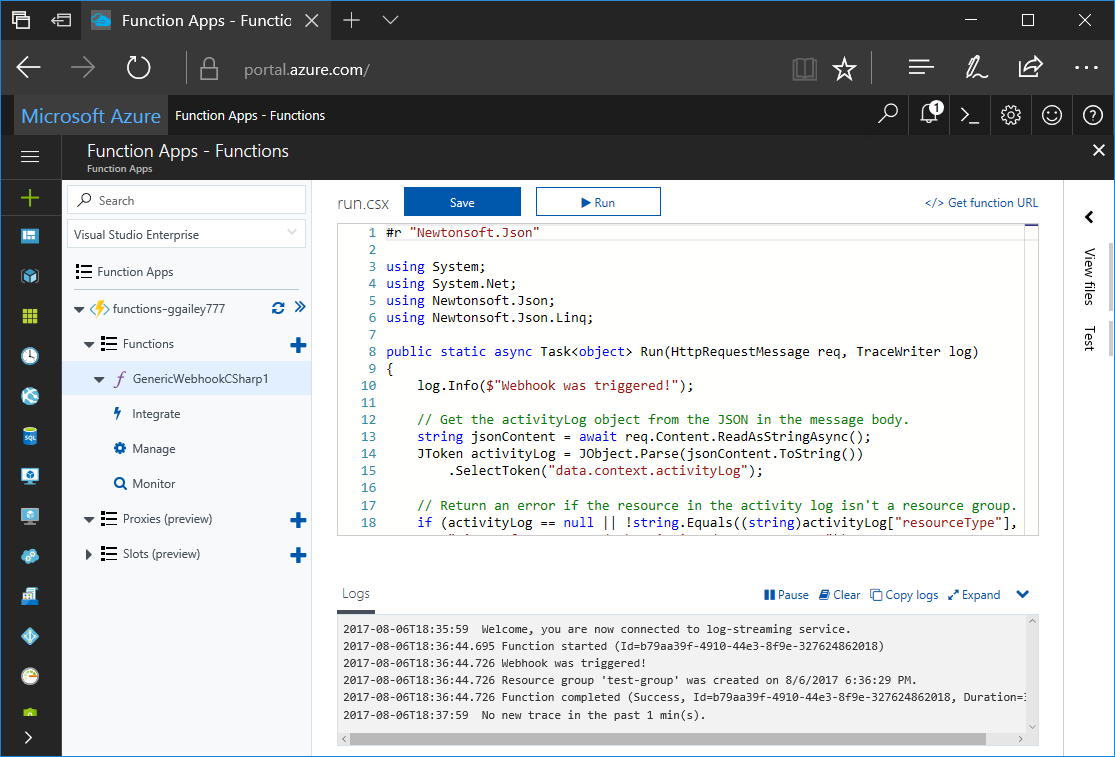 Function Apps - Functic
portal.azure.com/
Microsoft Azure
Function Apps - Functions
1
Function Apps - Functions
Function Apps
Search
Visual Studio Enterprise
Function Apps
functions-ggailey777
Functions
GenericWebhookCSharp1
Integrate
Manage
Monitor
Proxies (preview)
Slots (preview)
run.csx
Save
Run
</> Get function URL
1 #r "Newtonsoft.Json"
2
3 using System;
4 using System.Net;
5 using Newtonsoft.Json;
6 using Newtonsoft.Json.Linq;
7
8 public static async Task<object> Run(HttpRequestMessage req, TraceWriter log)
9 {
10 log.Info($"Webhook was triggered!");
11
12 // Get the activityLog object from the JSON in the message body.
13 string jsonContent = await req.Content.ReadAsStringAsync();
14 JToken activityLog = JObject.Parse(jsonContent.ToString())
15 .SelectToken("data.context.activityLog");
16
17 // Return an error if the resource in the activity log isn't a resource group.
18 if (activityLog == null || !string.Equals((string)activityLog["resourceType"],
View files
Test
Logs
Pause
Clear
Copy logs
Expand
2017-08-06T18:35:59 Welcome, you are now connected to log-streaming service.
2017-08-06T18:36:44.695 Function started (Id=b79aa39f-4910-44e3-8f9e-327624862018)
2017-08-06T18:36:44.726 Webhook was triggered!
2017-08-06T18:36:44.726 Resource group 'test-group' was created on 8/6/2017 6:36:29 PM.
2017-08-06T18:36:44.726 Function completed (Success, Id=b79aa39f-4910-44e3-8f9e-327624862018, Duration=
2017-08-06T18:37:59 No new trace in the past 1 min(s).